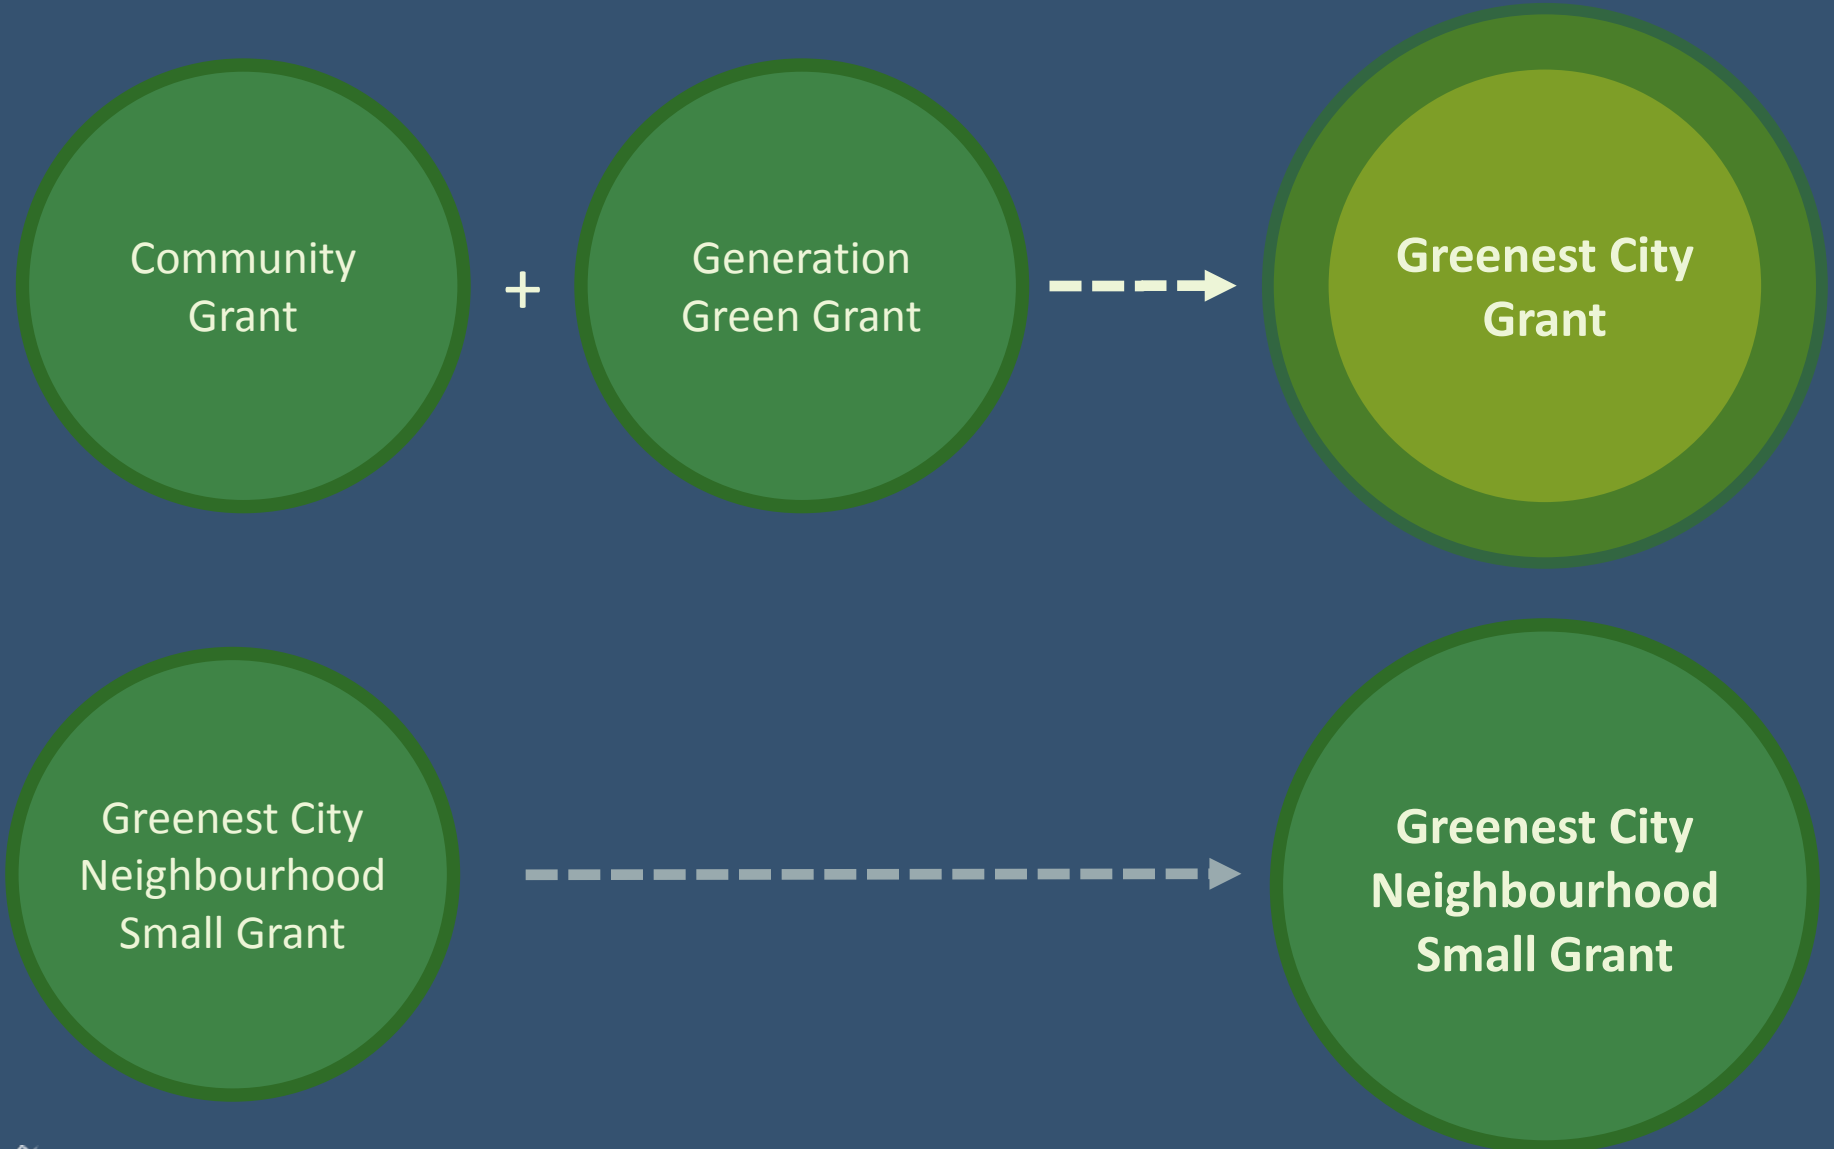 Community
Grant
+
Generation
Green Grant
Greenest City
Grant
Greenest City
Neighbourhood
Small Grant
Greenest City
Neighbourhood
Small Grant